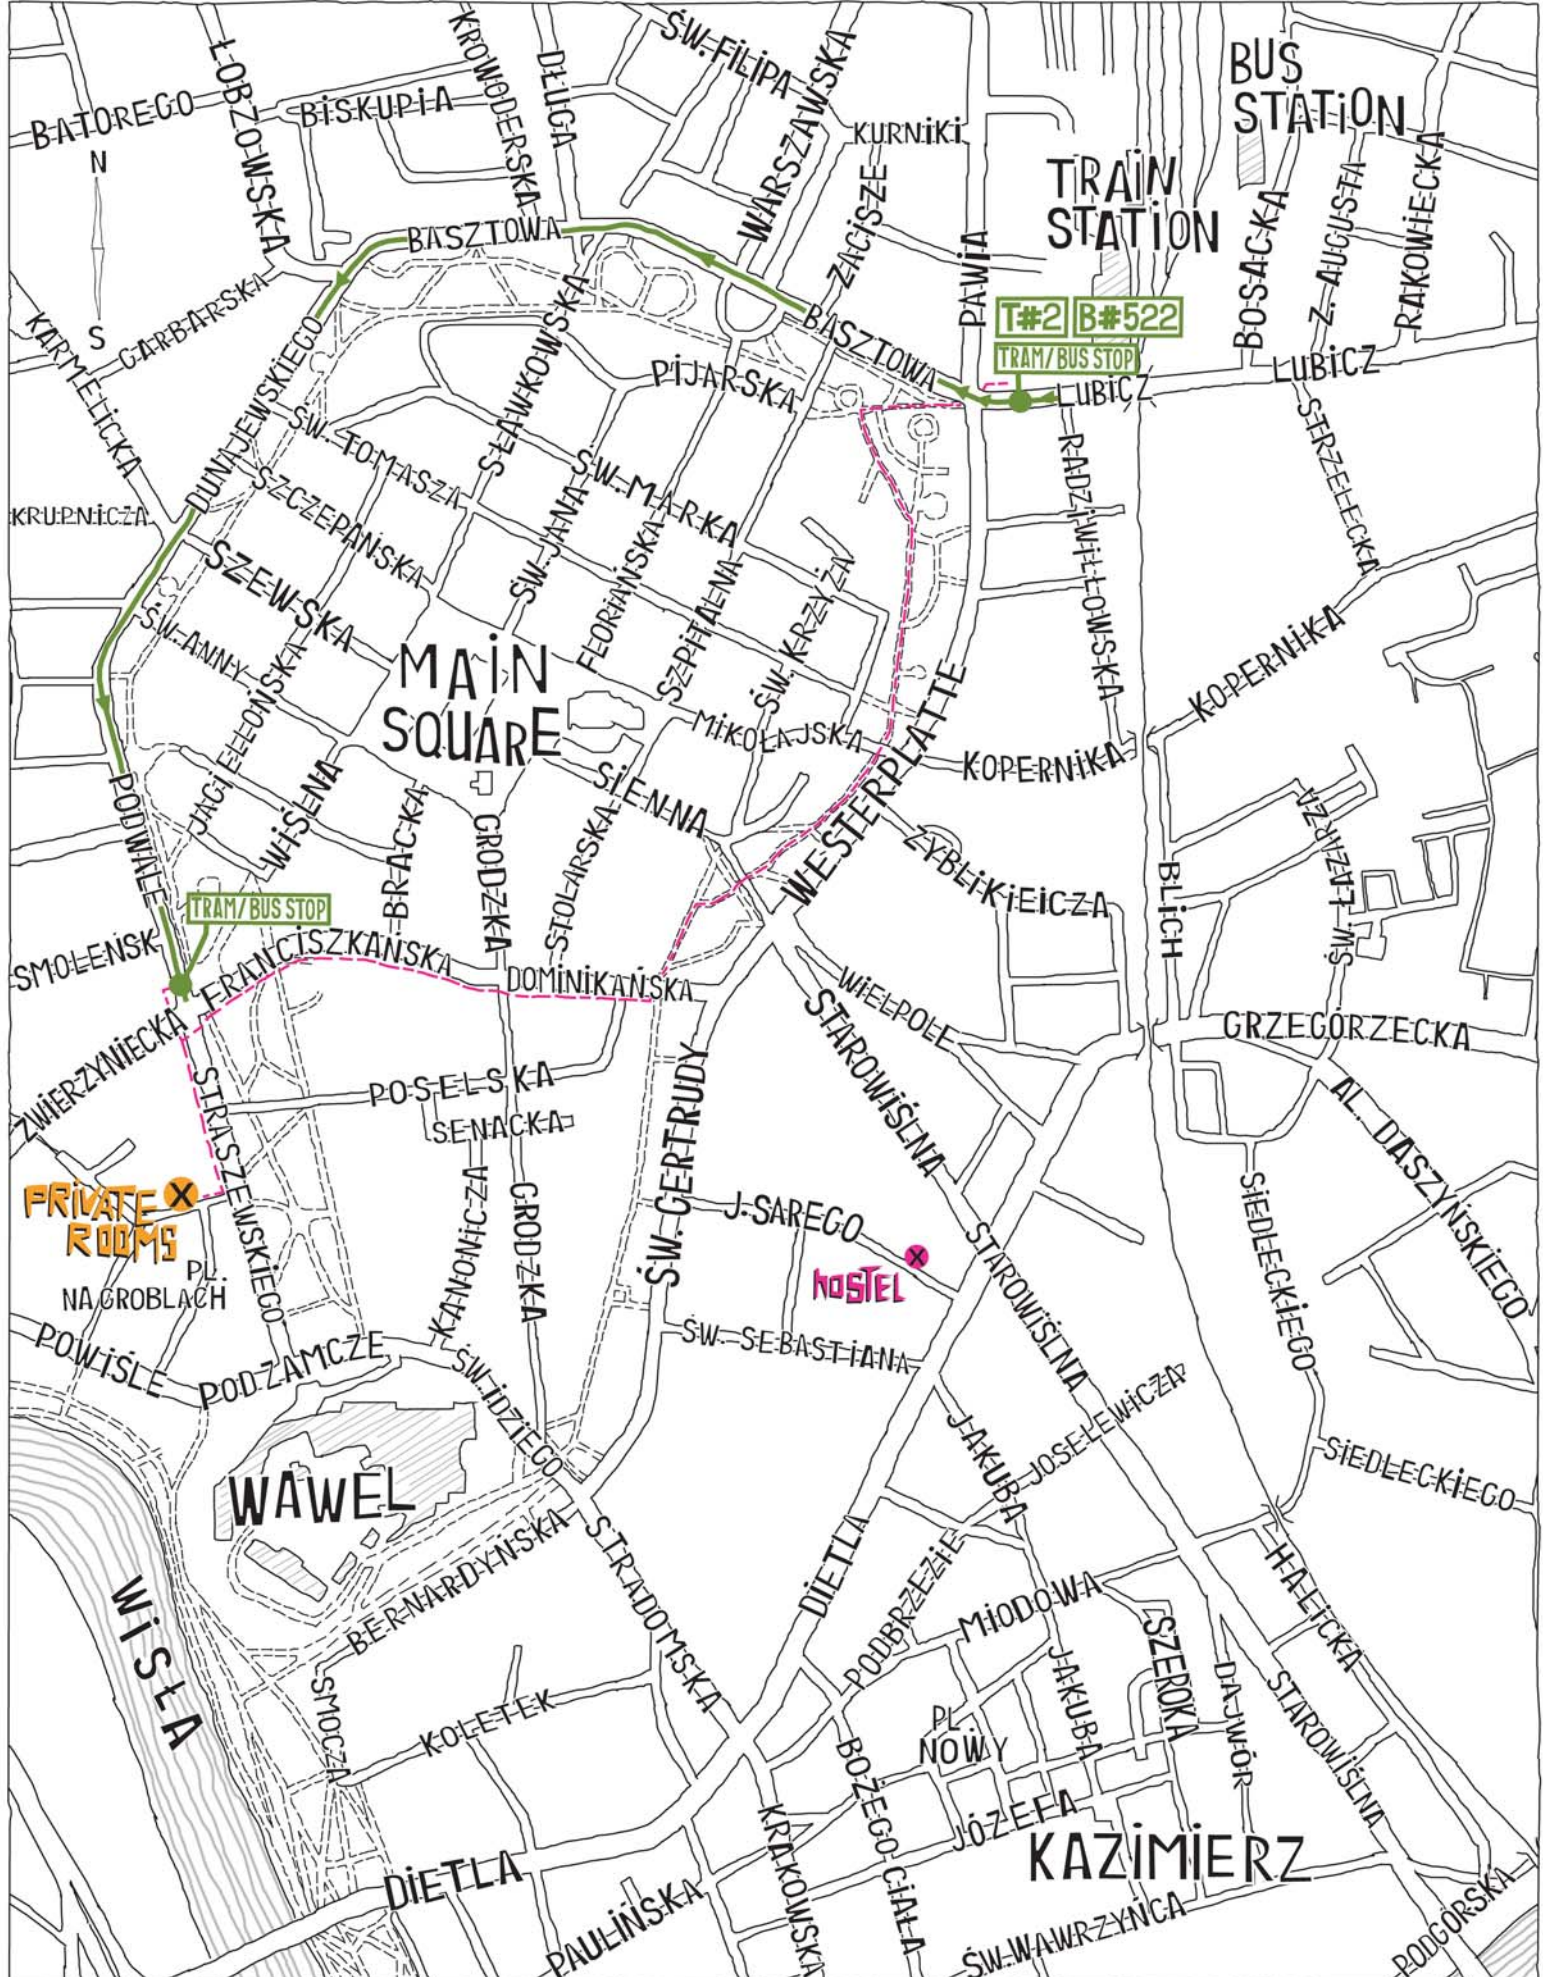 ŚW. FILIPA
KROWODERSKA
DŁUGA
ŁOBZOWSKA
WARSZAWSKA
BUS
STATION
BATOREGO
BISKUPIA
KURNIKI
N
TRAIN
STATION
ZACISZE
BOSACKA
Z. AUGUSTA
RAKOWIECKA
BASZTOWA
PAWIA
GARBARSKA
S
T#2
B#522
BASZTOWA
TRAM/BUS STOP
KARMELICKA
DUNAJEWSKIEGO
SŁAWKOWSKA
PIJARSKA
LUBICZ
LUBICZ
STRZELECKA
ŚW. TOMASZA
ŚW. MARKA
RADZIWIŁŁOWSKA
KRUPNICZA
SZCZEPAŃSKA
SZEWSKA
ŚW. JANA
FLORIAŃSKA
SZPITALNA
ŚW. KRZYŻA
ŚW. ANNY
MAIN
SQUARE
KOPERNIKA
MIKOŁAJSKA
KOPERNIKA
JAGIELLOŃSKA
WIŚLNA
WESTERPLATTE
PODWALE
BRACKA
GRODZKA
SIENNA
STOLARSKA
ZYBLIKIEICZA
BLICH
ŚW. ŁAZARZA
TRAM/BUS STOP
SMOLEŃSK
FRANCISZKAŃSKA
DOMINIKAŃSKA
WIELPOLE
STAROWIŚLNA
GRZEGÓRZECKA
ZWIERZYNIECKA
POSELSKA
SENACKA
STRASZEWSKIEGO
AL. DASZYŃSKIEGO
PRIVATE
ROOMS
X
KANONICZA
GRODZKA
ŚW. GERTRUDY
J. SAREGO
HOSTEL
X
STAROWIŚLNA
SIEDLECKIEGO
PL.
NA GROBLACH
POWIŚLE
PODZAMCZE
ŚW. IDZIEGO
ŚW. SEBASTIANA
JAKUBA
JOSELEWICZA
SIEDLECKIEGO
WAWEL
BERNARDYŃSKA
STRADOMSKA
DIETLA
PODBRZEZIE
MIODOWA
HALICKA
WISŁA
SMOCZA
KOLETEK
JAKUBA
SZEROKA
DAJWÓR
STAROWIŚLNA
PL.
NOWY
BOŻEGO CIAŁA
JÓZEFA
KAZIMIERZ
DIETLA
KRAKOWSKA
PAULIŃSKA
ŚW. WAWRZYŃCA
PODGÓRSKA